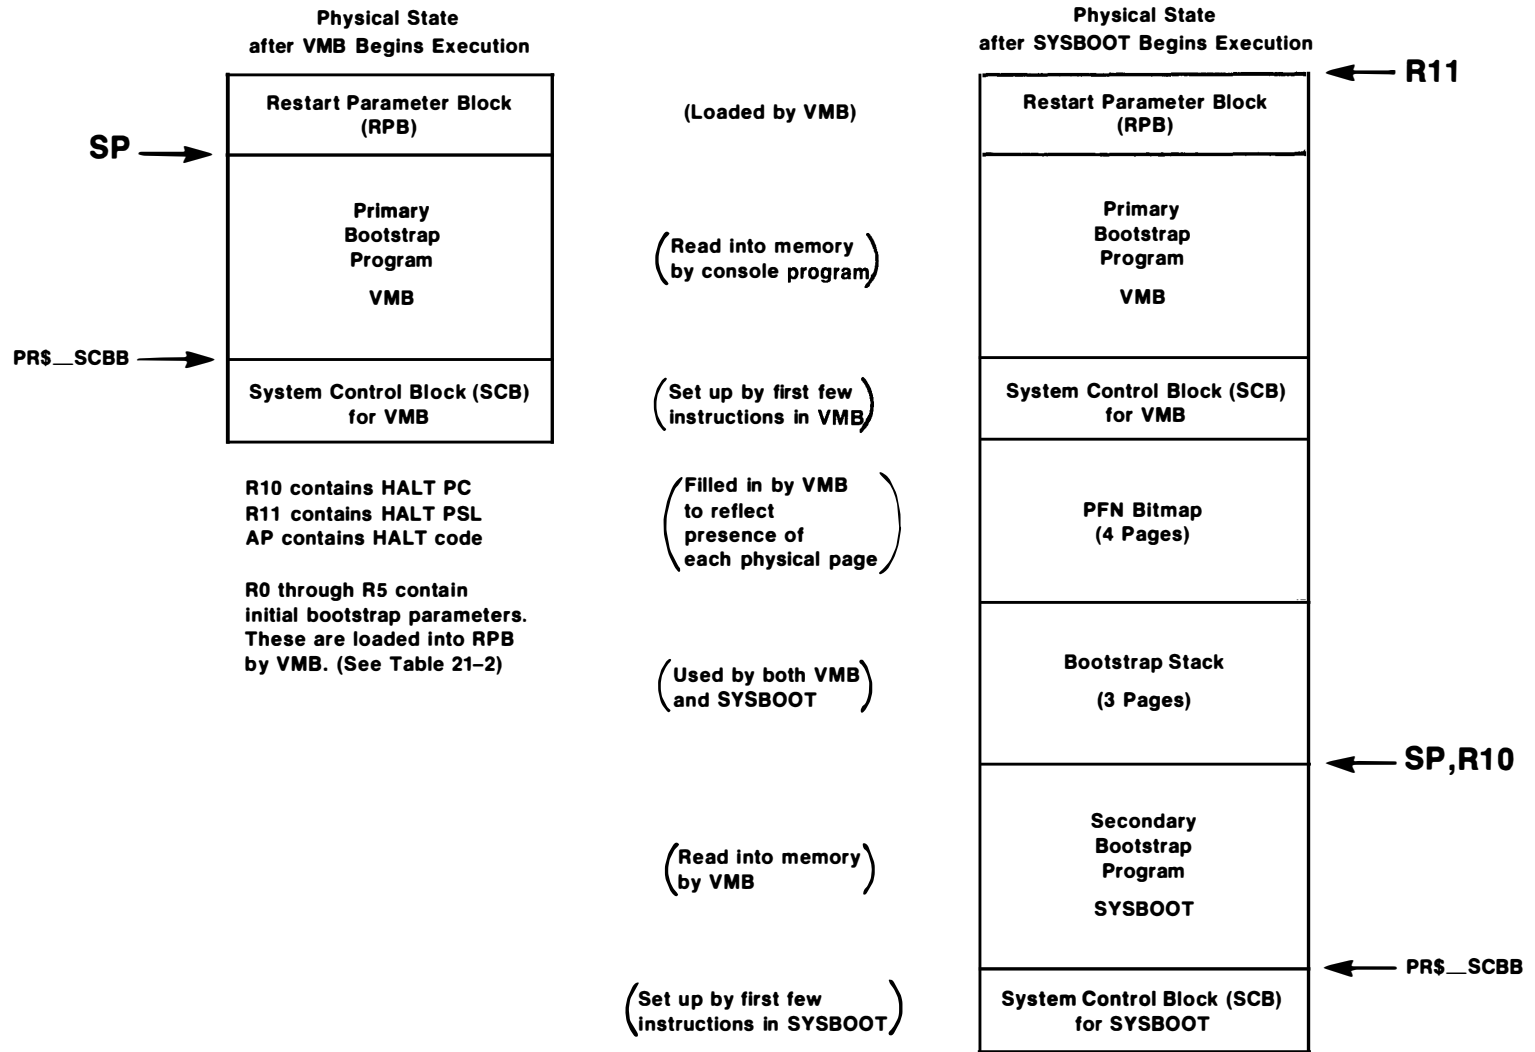 Physical State
after VMB Begins Execution
Restart Parameter Block
(RPB)
SP
Primary
Bootstrap
Program
VMB
PR$__SCBB
System Control Block (SCB)
for VMB
R10 contains HALT PC
R11 contains HALT PSL
AP contains HALT code
R0 through R5 contain
initial bootstrap parameters.
These are loaded into RPB
by VMB. (See Table 21–2)
(Loaded by VMB)
(Read into memory
by console program)
(Set up by first few
instructions in VMB)
(Filled in by VMB
to reflect
presence of
each physical page)
(Used by both VMB
and SYSBOOT)
(Read into memory
by VMB)
(Set up by first few
instructions in SYSBOOT)
Physical State
after SYSBOOT Begins Execution
R11
Restart Parameter Block
(RPB)
Primary
Bootstrap
Program
VMB
System Control Block (SCB)
for VMB
PFN Bitmap
(4 Pages)
Bootstrap Stack
(3 Pages)
SP,R10
Secondary
Bootstrap
Program
SYSBOOT
PR$__SCBB
System Control Block (SCB)
for SYSBOOT